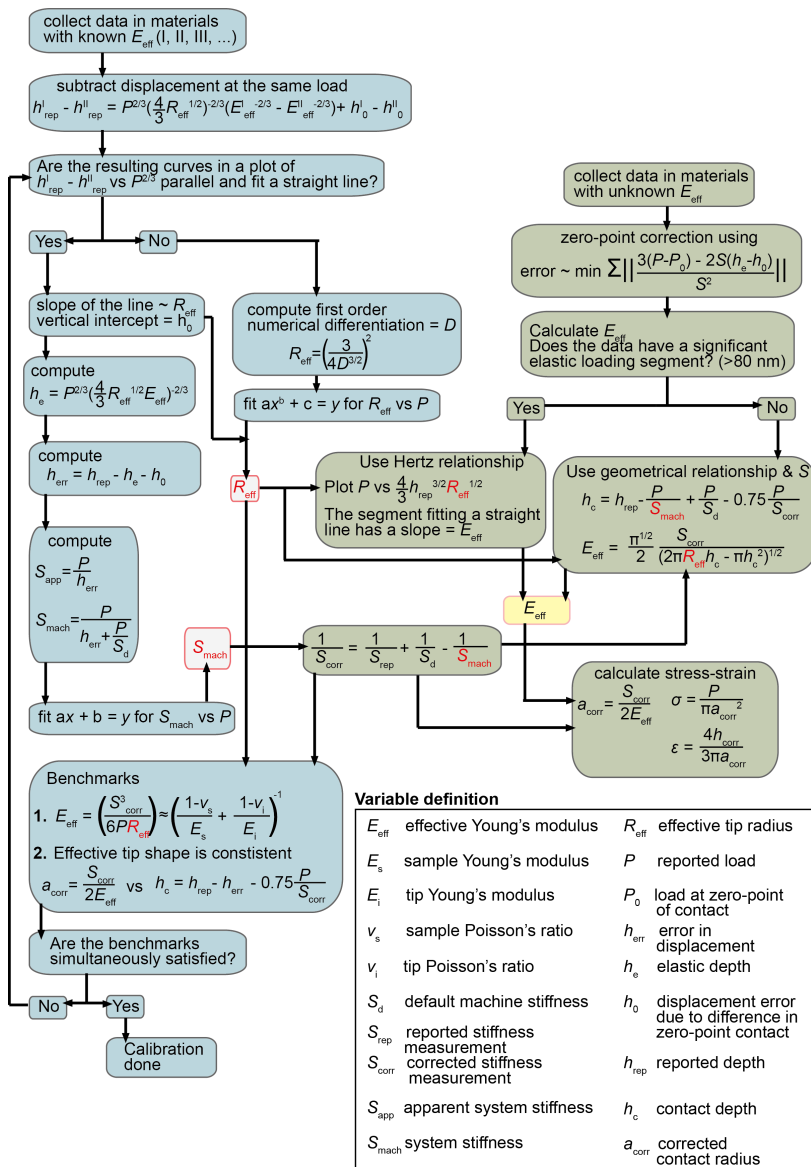 collect data in materials
with known E_eff (I, II, III, ...)
subtract displacement at the same load
h^I_rep - h^II_rep = P^2/3(4/3 R_eff^1/2)^-2/3(E^I_eff^-2/3 - E^II_eff^-2/3)+ h^I_0 - h^II_0
Are the resulting curves in a plot of
h^I_rep - h^II_rep vs P^2/3 parallel and fit a straight line?
Yes
No
slope of the line ~ R_eff
vertical intercept = h_0
compute
h_e = P^2/3(4/3 R_eff^1/2 E_eff)^-2/3
compute
h_err = h_rep - h_e - h_0
compute
S_app = P/h_err
S_mach = P/(h_err + P/S_d)
fit ax + b = y for S_mach vs P
compute first order
numerical differentiation = D
R_eff = (3/4D^3/2)^2
fit ax^b + c = y for R_eff vs P
R_eff
S_mach
1/S_corr = 1/S_rep + 1/S_d - 1/S_mach
Benchmarks
1. E_eff = (S^3_corr/6PR_eff) ≈ (1-v_s/E_s + 1-v_i/E_i)^-1
2. Effective tip shape is constistent
a_corr = S_corr/2E_eff vs h_c = h_rep - h_err - 0.75 P/S_corr
Are the benchmarks
simultaneously satisfied?
No
Yes
Calibration
done
collect data in materials
with unknown E_eff
zero-point correction using
error ~ min Σ||3(P-P_0) - 2S(h_e-h_0)/S^2||
Calculate E_eff
Does the data have a significant
elastic loading segment? (>80 nm)
Yes
No
Use Hertz relationship
Plot P vs 4/3 h_rep^3/2 R_eff^1/2
The segment fitting a straight
line has a slope = E_eff
Use geometrical relationship & S
h_c = h_rep - P/S_mach + P/S_d - 0.75 P/S_corr
E_eff = π^1/2/2 S_corr/(2πR_eff h_c - πh_c^2)^1/2
E_eff
calculate stress-strain
a_corr = S_corr/2E_eff σ = P/πa_corr^2
ε = 4h_corr/3πa_corr
Variable definition
E_eff effective Young's modulus
E_s sample Young's modulus
E_i tip Young's modulus
v_s sample Poisson's ratio
v_i tip Poisson's ratio
S_d default machine stiffness
S_rep reported stiffness
measurement
S_corr corrected stiffness
measurement
S_app apparent system stiffness
S_mach system stiffness
R_eff effective tip radius
P reported load
P_0 load at zero-point
of contact
h_err error in
displacement
h_e elastic depth
h_0 displacement error
due to difference in
zero-point contact
h_rep reported depth
h_c contact depth
a_corr corrected
contact radius